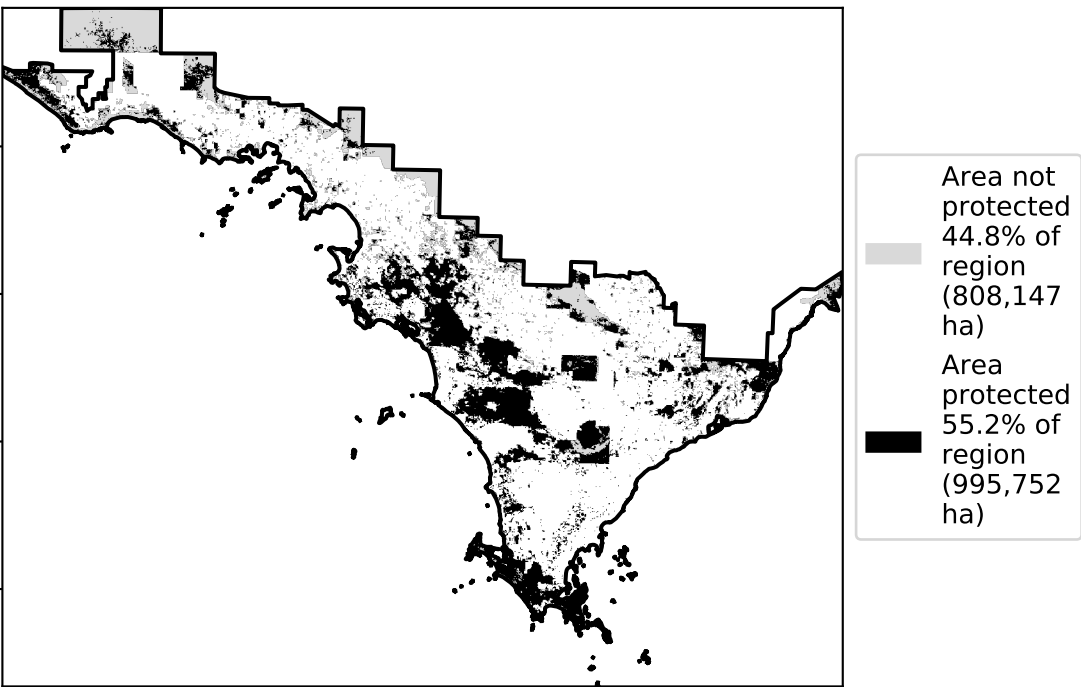 Area not
protected
44.8% of
region
(808,147
ha)
Area
protected
55.2% of
region
(995,752
ha)